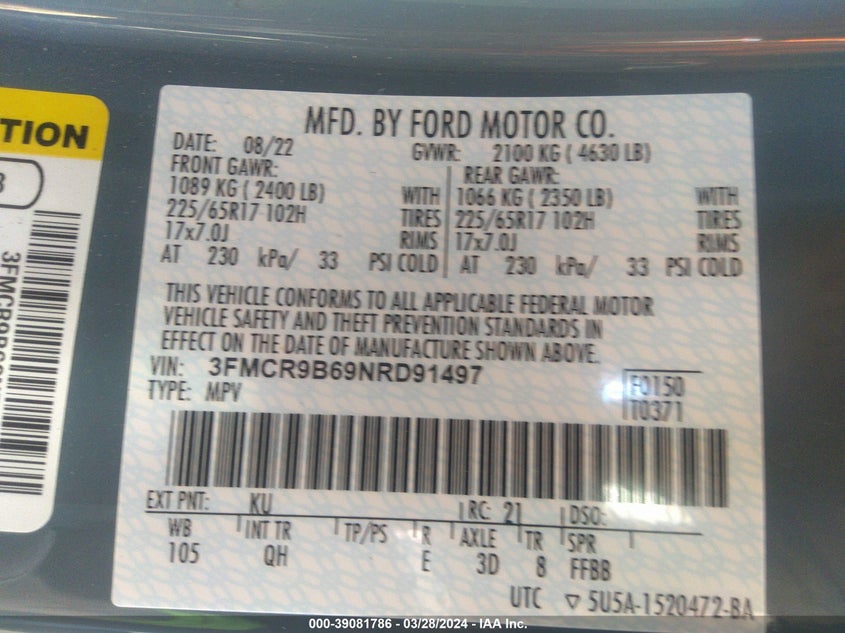 TION
3
3FMCR9B69N
MFD. BY FORD MOTOR CO.
DATE: 08/22 GVWR: 2100 KG ( 4630 LB)
FRONT GAWR: REAR GAWR:
1089 KG ( 2400 LB) WITH 1066 KG ( 2350 LB) WITH
225/65R17 102H TIRES 225/65R17 102H TIRES
17x7.0J RIMS 17x7.0J RIMS
AT 230 kPa/ 33 PSI COLD AT 230 kPa/ 33 PSI COLD
THIS VEHICLE CONFORMS TO ALL APPLICABLE FEDERAL MOTOR
VEHICLE SAFETY AND THEFT PREVENTION STANDARDS IN
EFFECT ON THE DATE OF MANUFACTURE SHOWN ABOVE.
VIN: 3FMCR9B69NRD91497 F0150
TYPE: MPV T0371
EXT PNT: KU RC: 21 DSO:
WB INT TR TP/PS R AXLE TR SPR
105 QH E 3D 8 FFBB
UTC ▽ 5U5A-1520472-BA
000-39081786 - 03/28/2024 - IAA Inc.